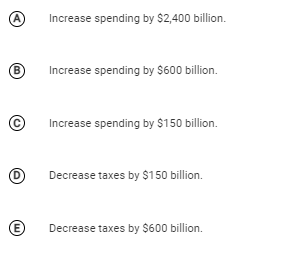 A Increase spending by $2,400 billion.
B Increase spending by $600 billion.
C Increase spending by $150 billion.
D Decrease taxes by $150 billion.
E Decrease taxes by $600 billion.